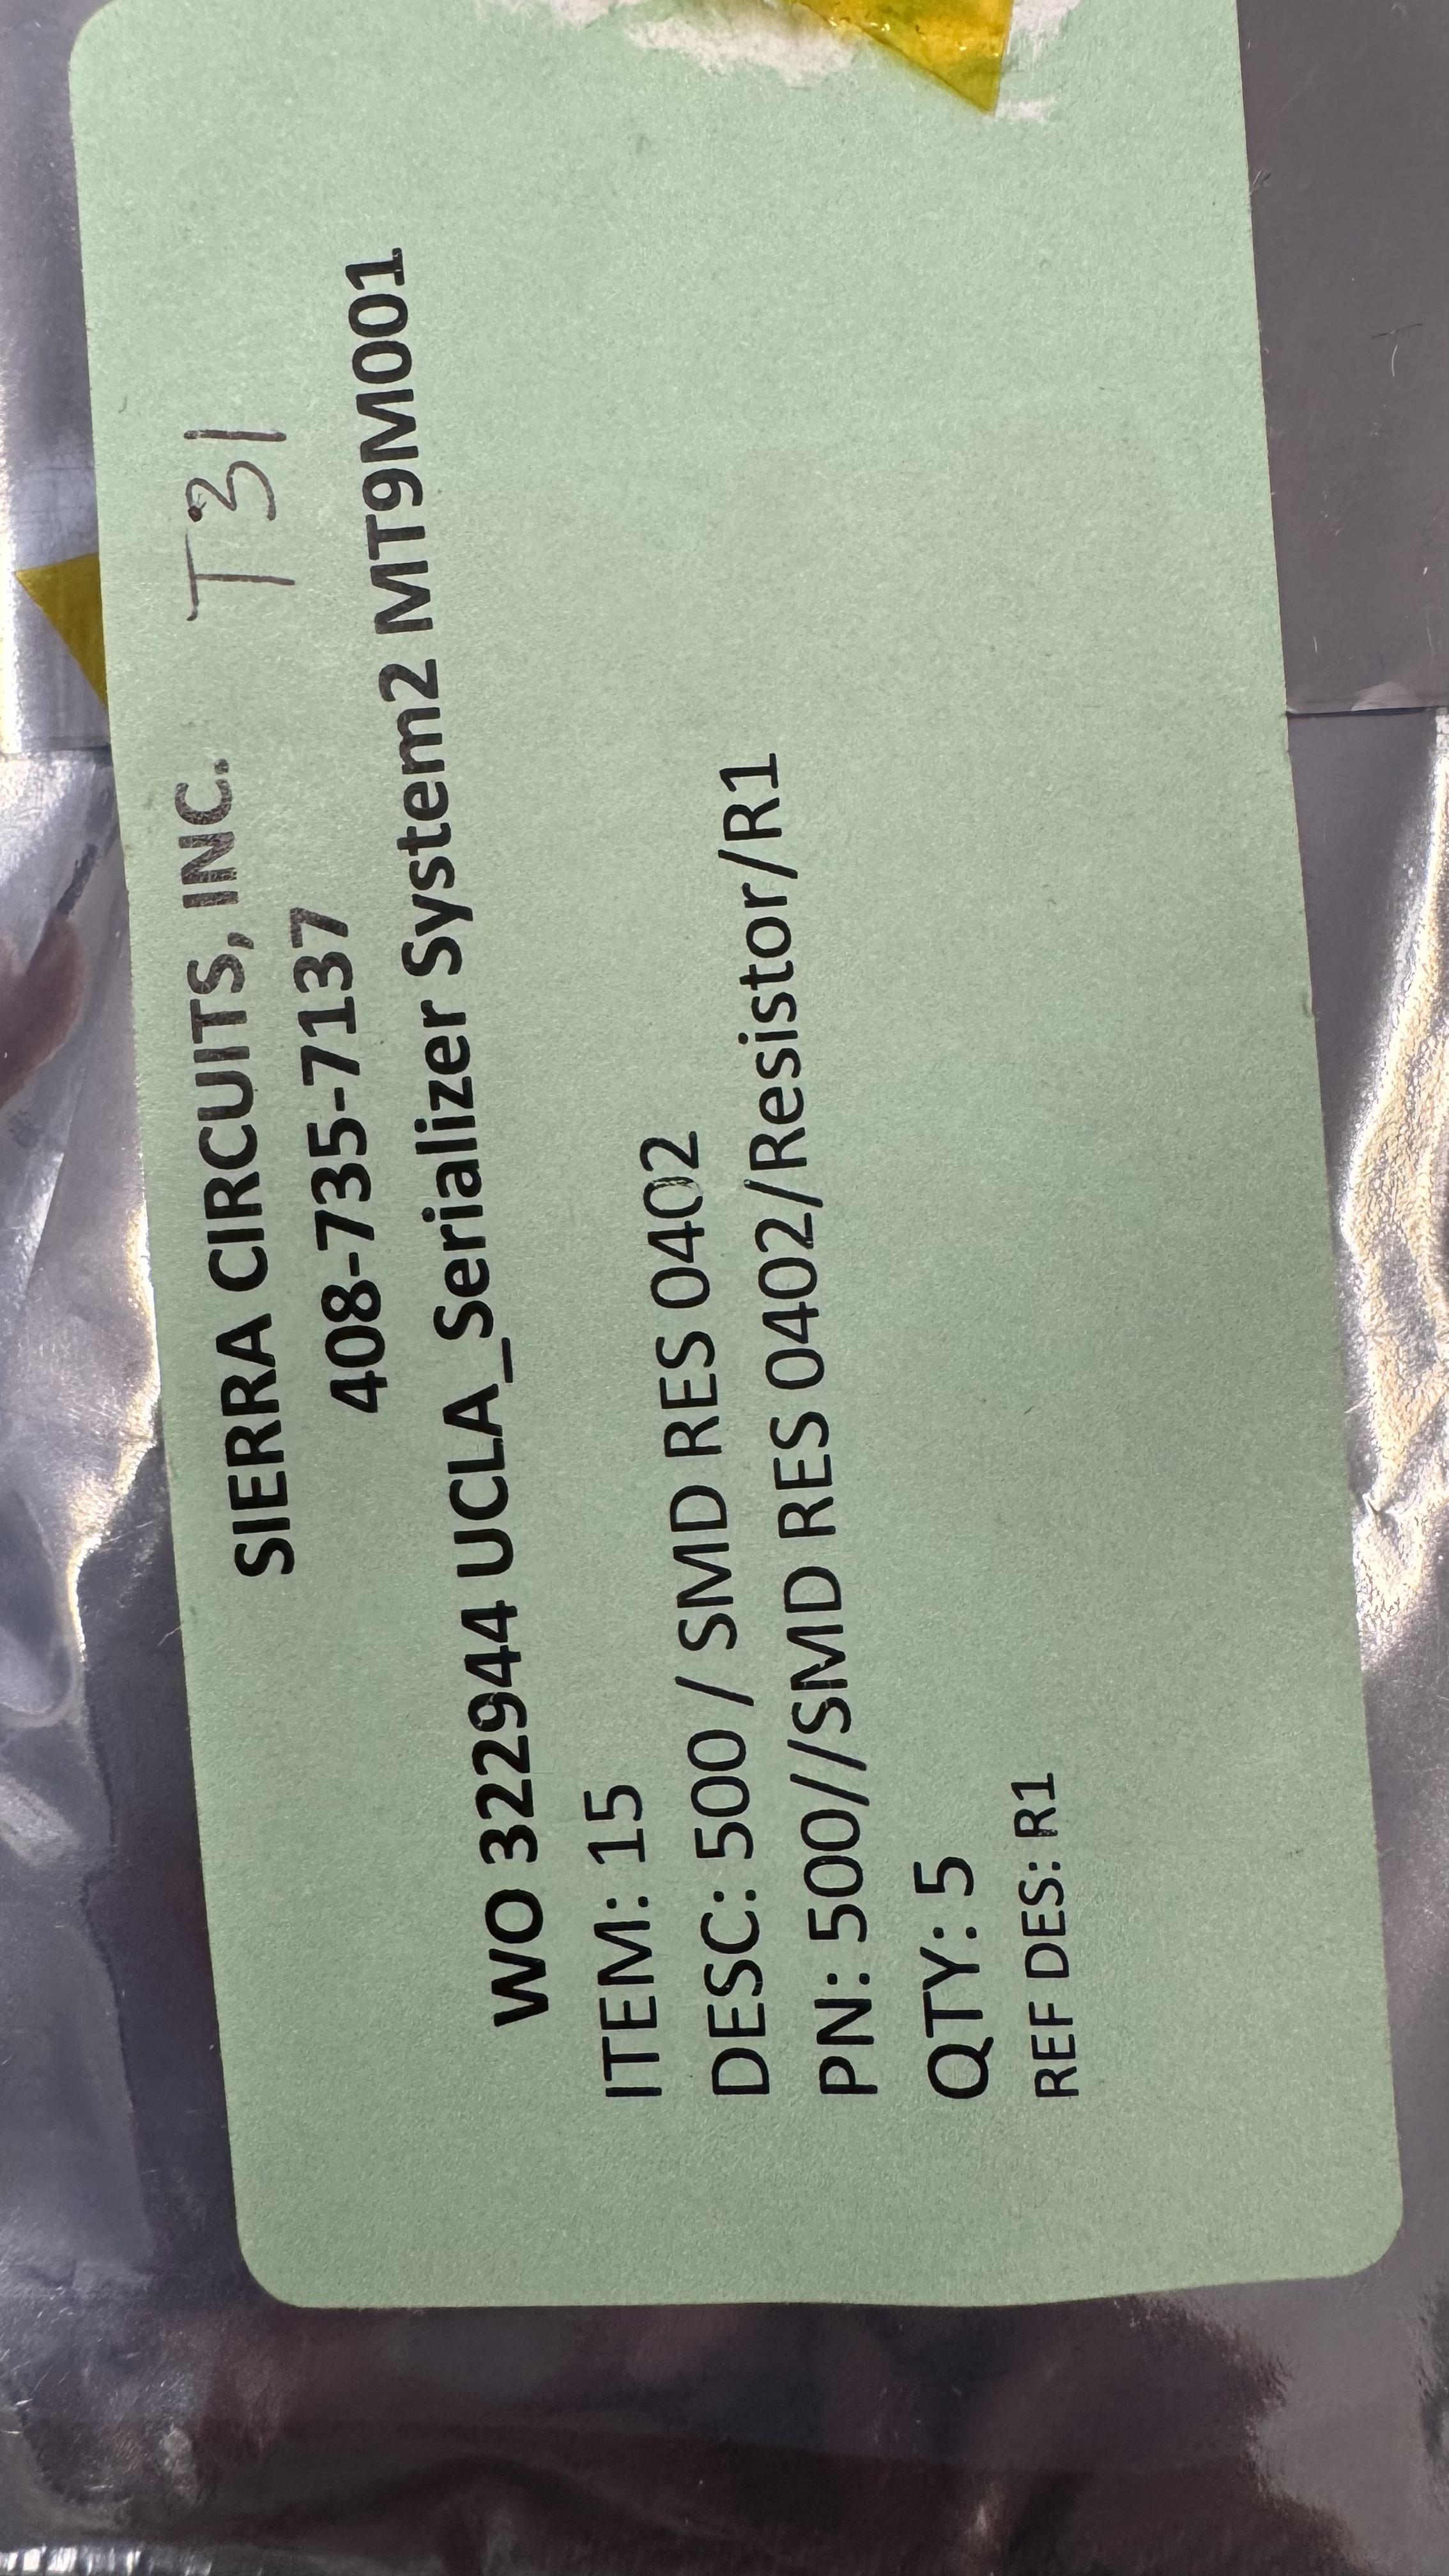 SIERRA CIRCUITS, INC. T31
408-735-7137
WO 322944 UCLA_Serializer System2 MT9M001
ITEM: 15
DESC: 500 / SMD RES 0402
PN: 500//SMD RES 0402/Resistor/R1
QTY: 5
REF DES: R1